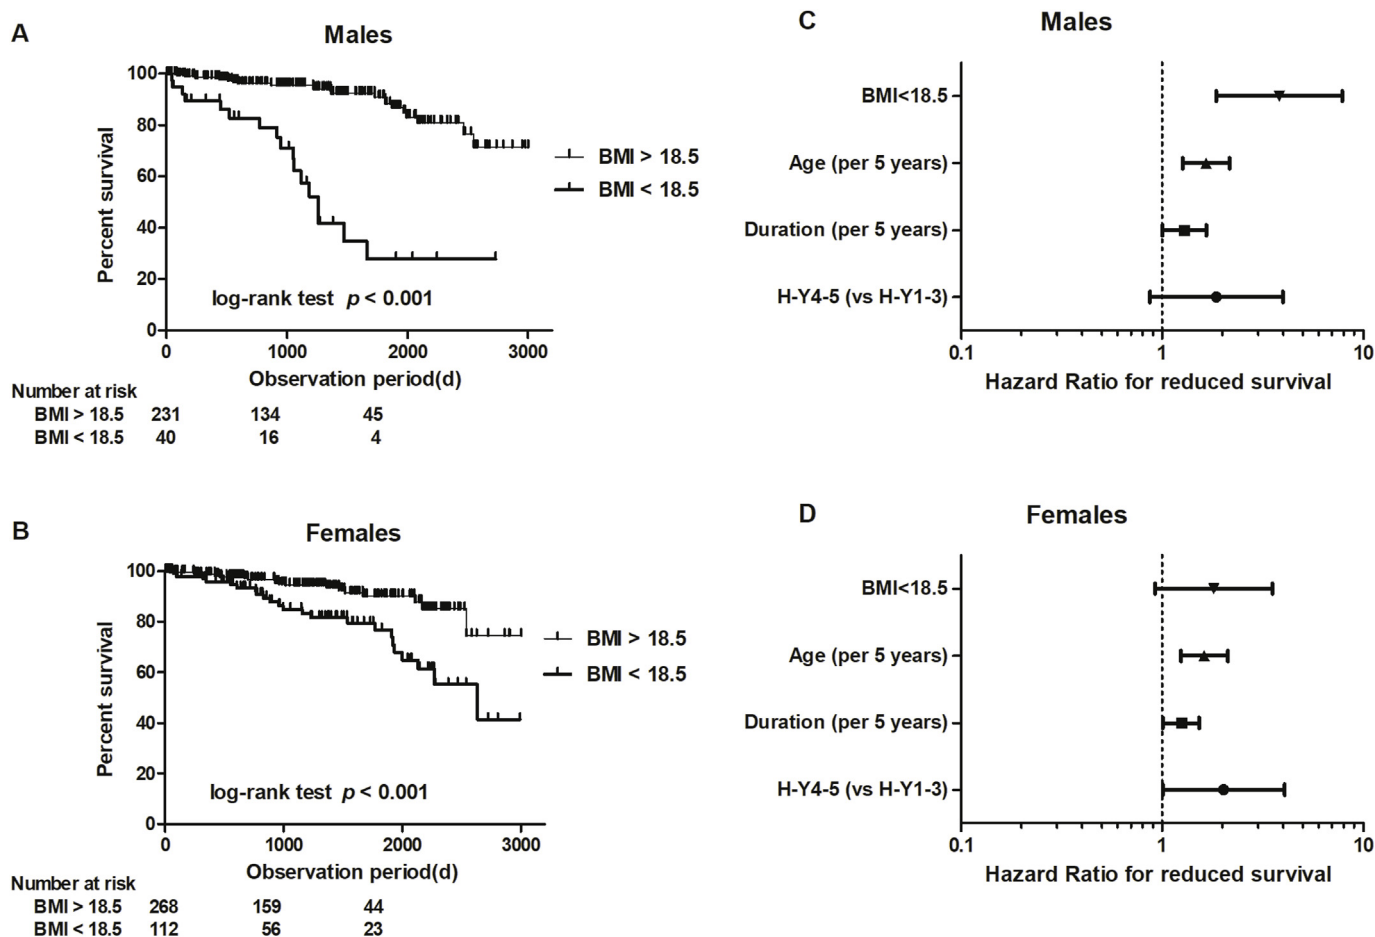 A
Males
100
80
60
40
20
0
Percent survival
BMI > 18.5
BMI < 18.5
log-rank test p < 0.001
0 1000 2000 3000
Observation period(d)
Number at risk
BMI > 18.5 231 134 45
BMI < 18.5 40 16 4
B
Females
100
80
60
40
20
0
Percent survival
BMI > 18.5
BMI < 18.5
log-rank test p < 0.001
0 1000 2000 3000
Observation period(d)
Number at risk
BMI > 18.5 268 159 44
BMI < 18.5 112 56 23
C
Males
BMI<18.5
Age (per 5 years)
Duration (per 5 years)
H-Y4-5 (vs H-Y1-3)
0.1 1 10
Hazard Ratio for reduced survival
D
Females
BMI<18.5
Age (per 5 years)
Duration (per 5 years)
H-Y4-5 (vs H-Y1-3)
0.1 1 10
Hazard Ratio for reduced survival